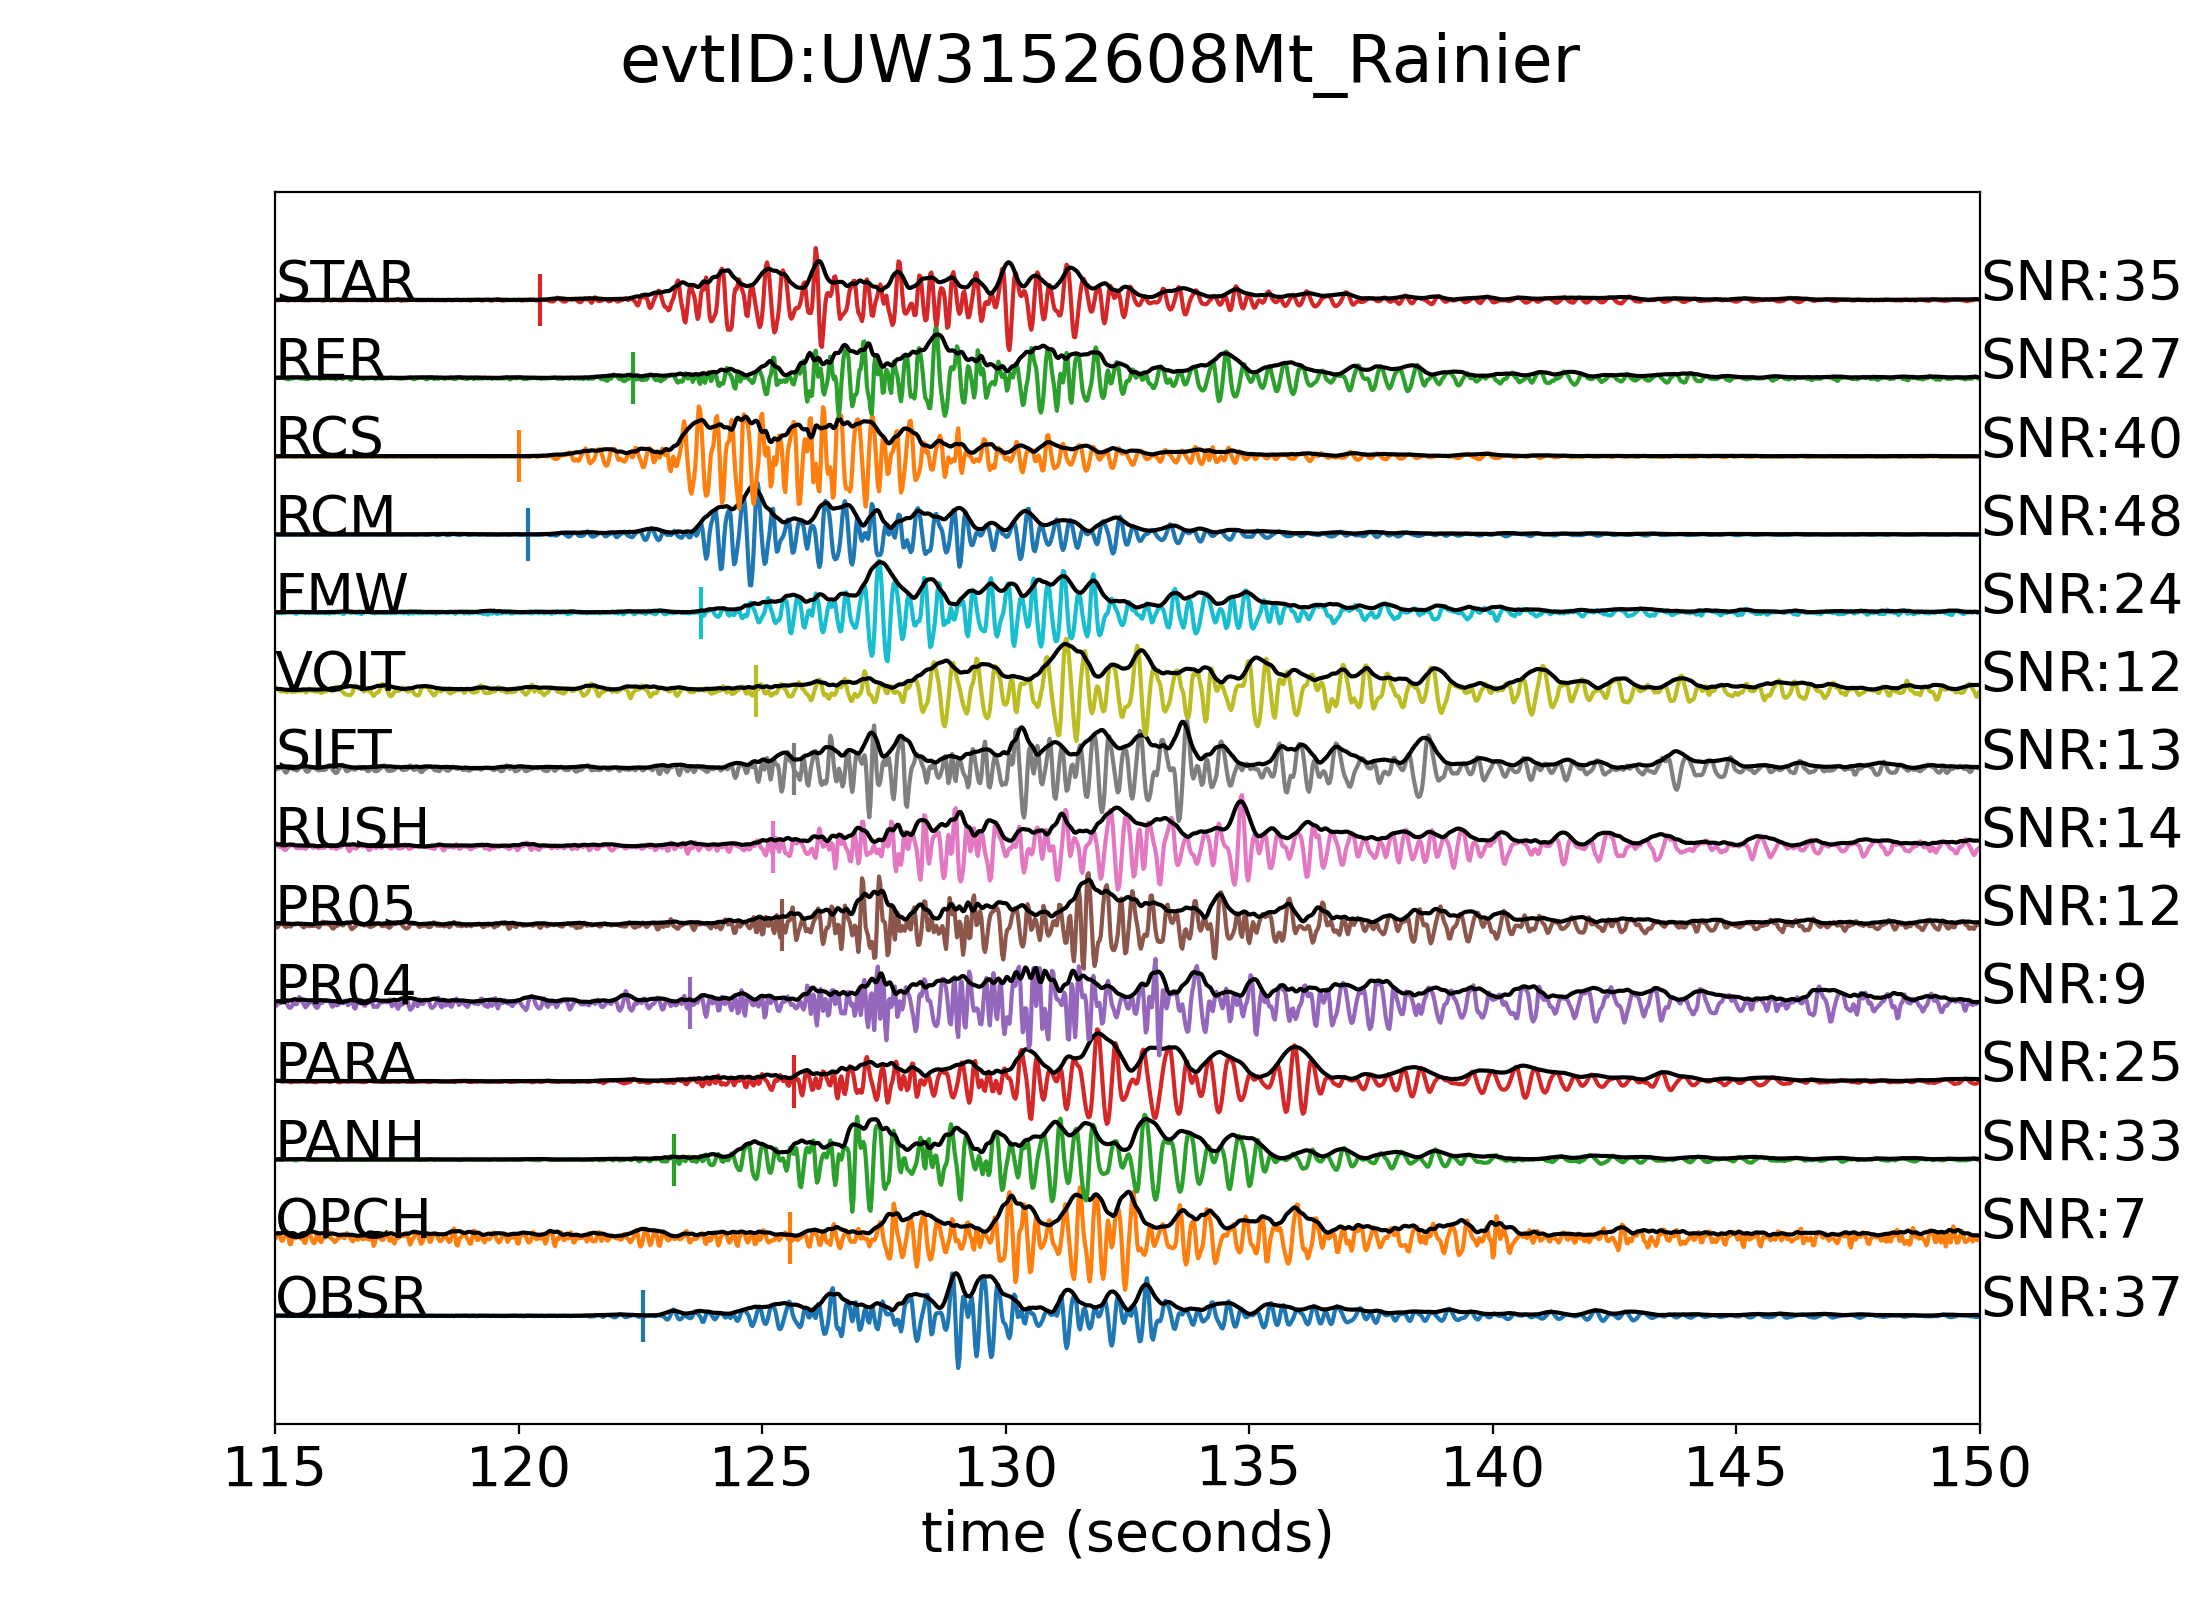 evtID:UW3152608Mt_Rainier
STAR SNR:35
RER SNR:27
RCS SNR:40
RCM SNR:48
FMW SNR:24
VOIT SNR:12
SIFT SNR:13
RUSH SNR:14
PR05 SNR:12
PR04 SNR:9
PARA SNR:25
PANH SNR:33
OPCH SNR:7
OBSR SNR:37
115 120 125 130 135 140 145 150
time (seconds)